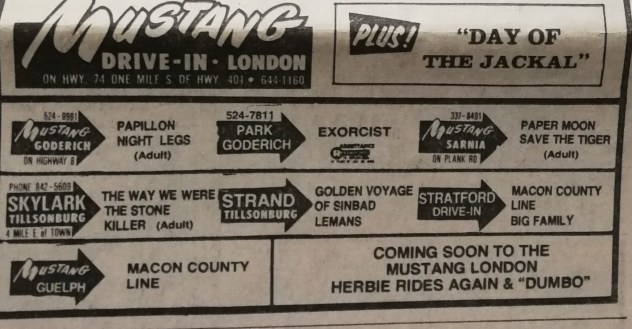 MUSTANG
DRIVE-IN • LONDON
ON HWY. 74 ONE MILE S. OF HWY. 401 • 644-1160
PLUS!
"DAY OF
THE JACKAL"
524-9981
MUSTANG
GODERICH
ON HIGHWAY 8
PAPILLON
NIGHT LEGS
(Adult)
524-7811
PARK
GODERICH
EXORCIST
ADMITTANCE
337-8401
MUSTANG
SARNIA
ON PLANK RD
PAPER MOON
SAVE THE TIGER
(Adult)
PHONE 842-5609
SKYLARK
TILLSONBURG
4 MILE E of TOWN
THE WAY WE WERE
THE STONE
KILLER (Adult)
STRAND
TILLSONBURG
GOLDEN VOYAGE
OF SINBAD
LEMANS
STRATFORD
DRIVE-IN
MACON COUNTY
LINE
BIG FAMILY
MUSTANG
GUELPH
MACON COUNTY
LINE
COMING SOON TO THE
MUSTANG LONDON
HERBIE RIDES AGAIN & "DUMBO"